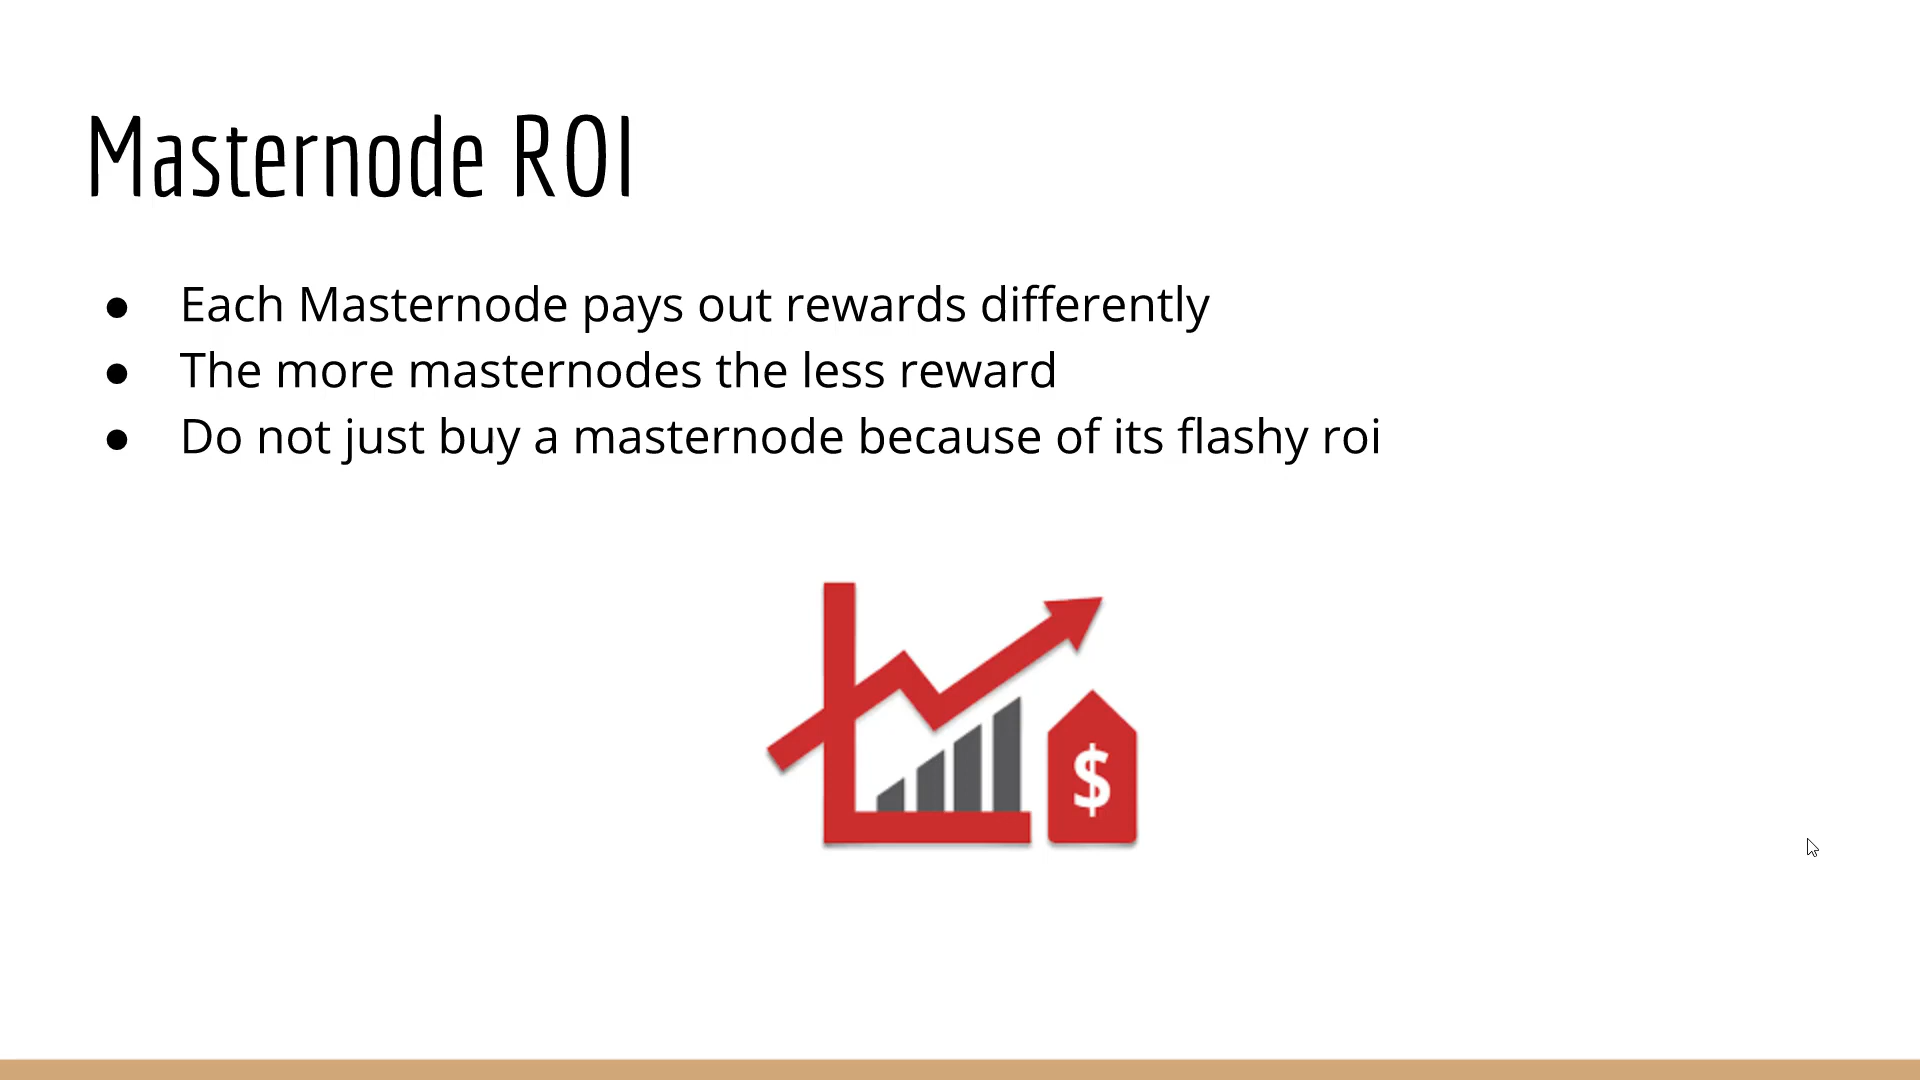 Masternode ROI
● Each Masternode pays out rewards differently
● The more masternodes the less reward
● Do not just buy a masternode because of its flashy roi
$